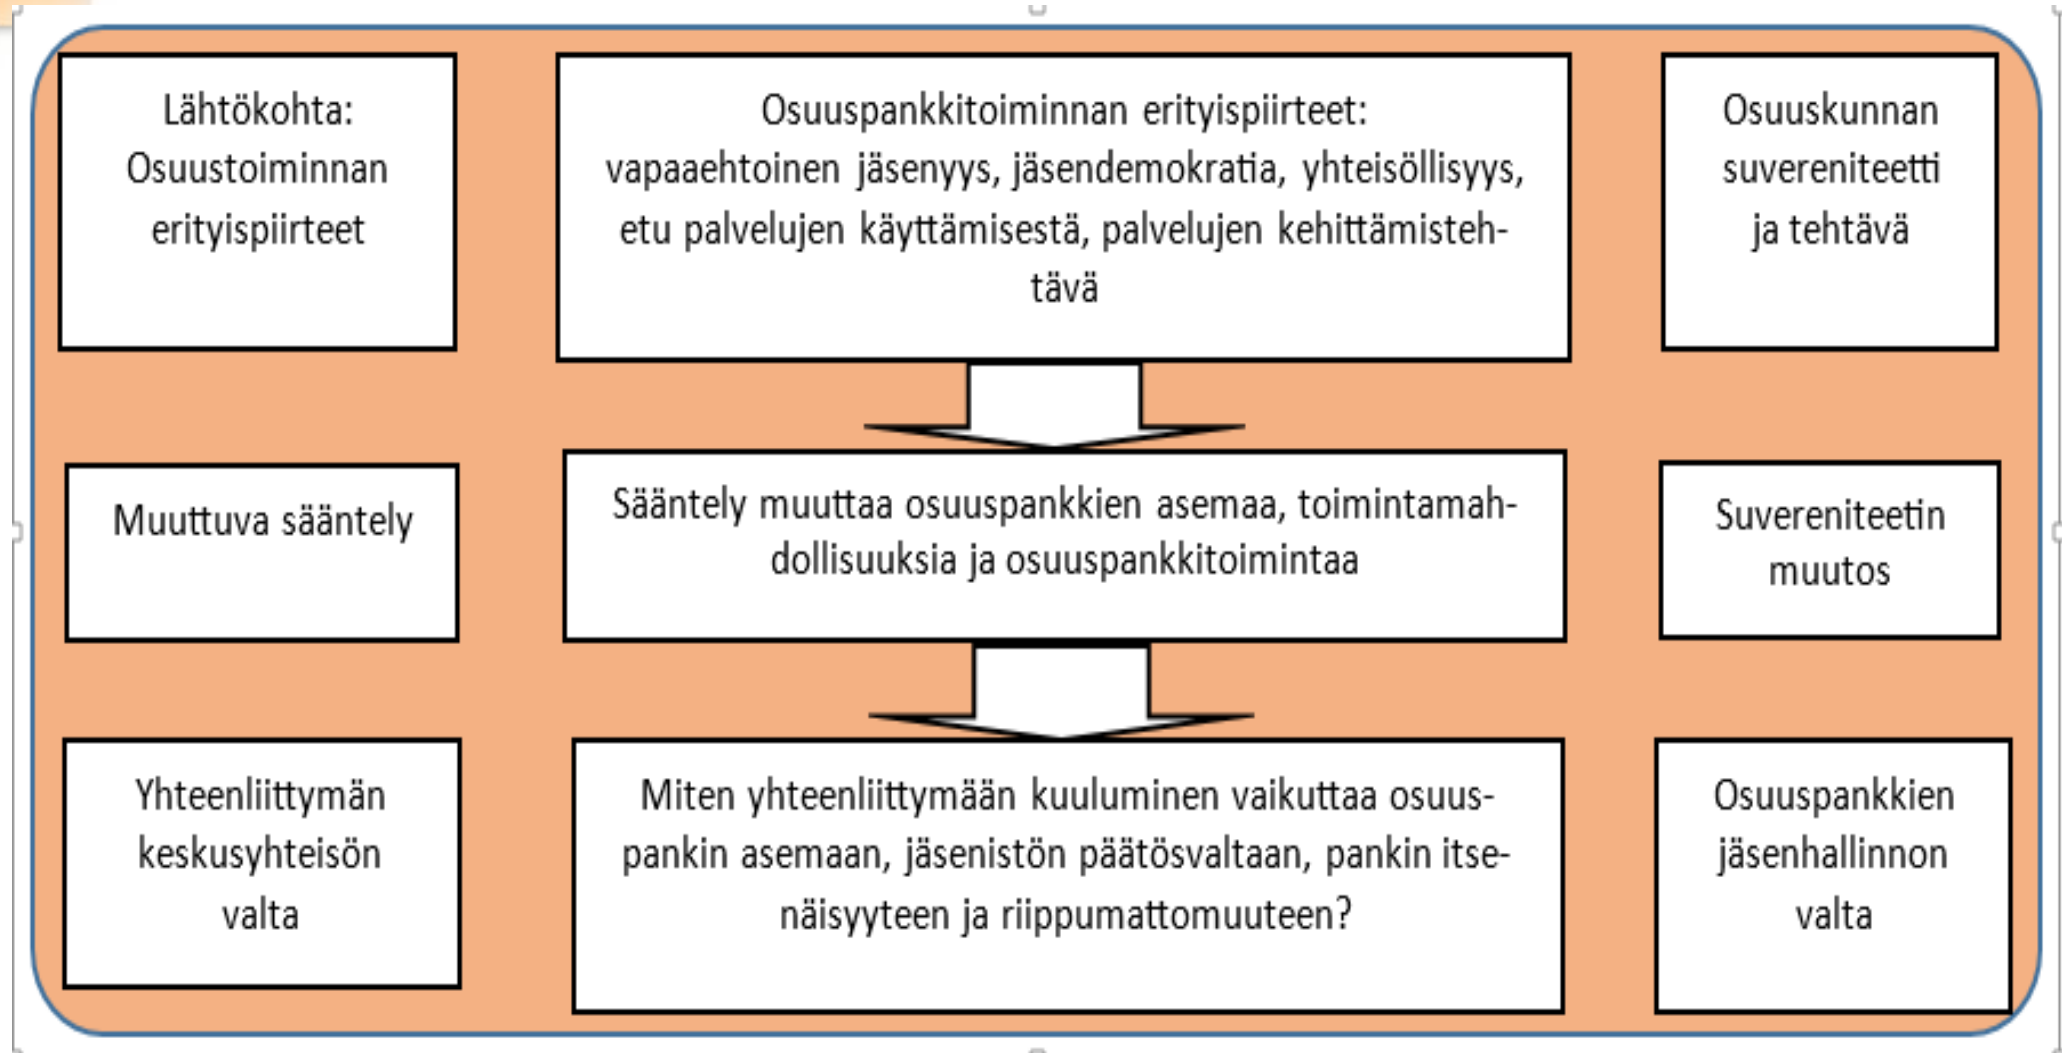 Lähtökohta:
Osuustoiminnan
erityispiirteet
Osuuspankkitoiminnan erityispiirteet:
vapaaehtoinen jäsenyys, jäsendemokratia, yhteisöllisyys,
etu palvelujen käyttämisestä, palvelujen kehittämisteh-
tävä
Osuuskunnan
suvereniteetti
ja tehtävä
Muuttuva sääntely
Sääntely muuttaa osuuspankkien asemaa, toimintamah-
dollisuuksia ja osuuspankkitoimintaa
Suvereniteetin
muutos
Yhteenliittymän
keskusyhteisön
valta
Miten yhteenliittymään kuuluminen vaikuttaa osuus-
pankin asemaan, jäsenistön päätösvaltaan, pankin itse-
näisyyteen ja riippumattomuuteen?
Osuuspankkien
jäsenhallinnon
valta